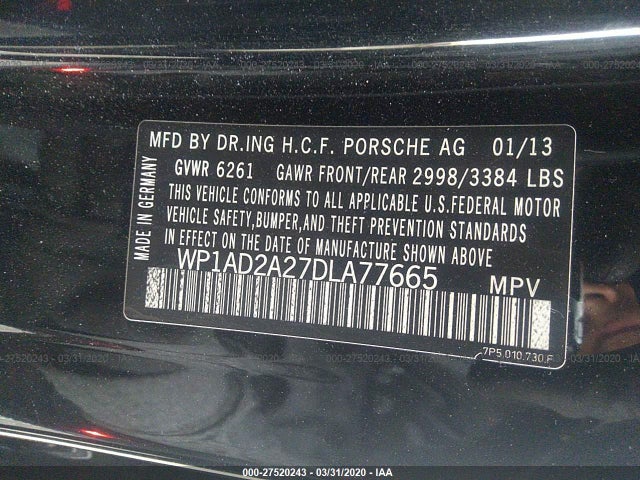 MFD BY DR.ING H.C.F. PORSCHE AG 01/13
GVWR 6261 GAWR FRONT/REAR 2998/3384 LBS
THIS VEHICLE CONFORMS TO ALL APPLICABLE U.S.FEDERAL MOTOR
VEHICLE SAFETY,BUMPER,AND THEFT PREVENTION STANDARDS
IN EFFECT ON THE DATE OF MANUFACTURE SHOWN ABOVE
MADE IN GERMANY
WP1AD2A27DLA77665 MPV
7P5.010.730.F
000-27520243 - 03/31/2020 - IAA